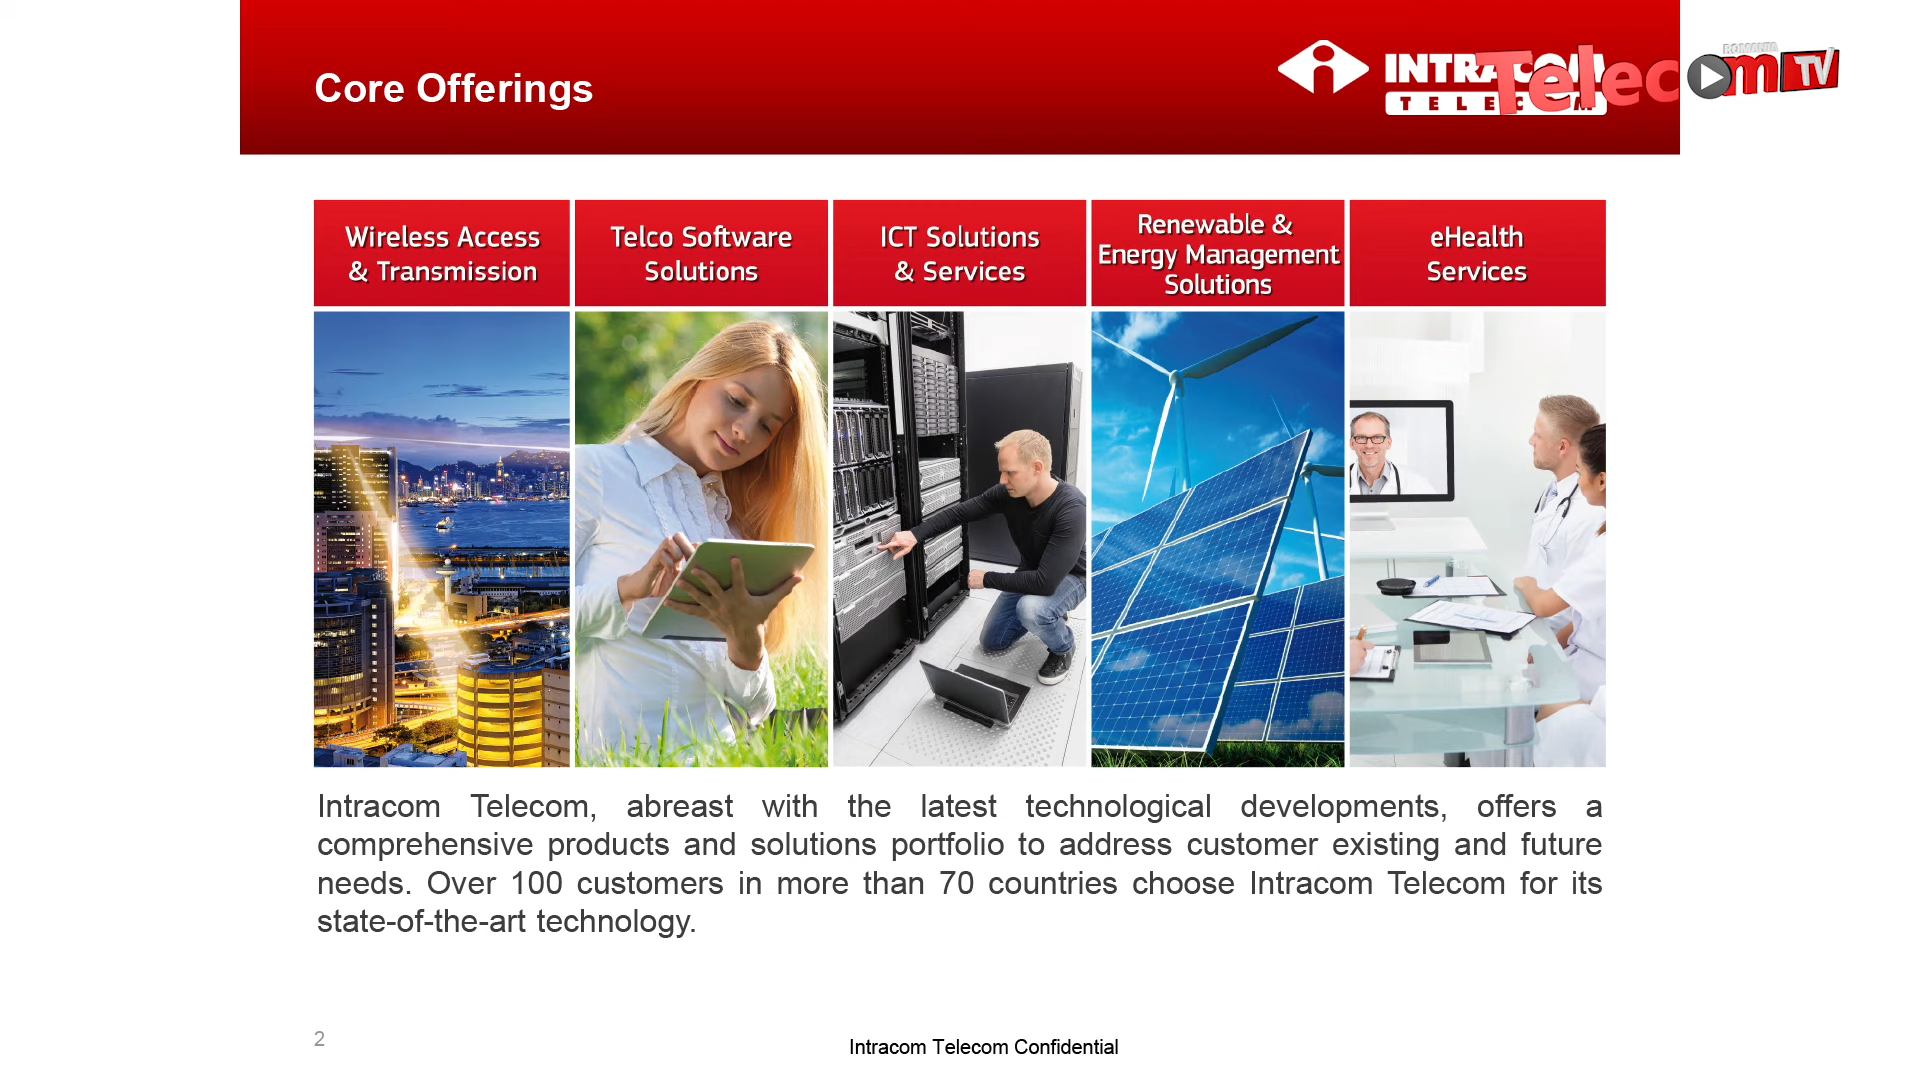 Core Offerings
INTRACOM
TELECOM
ROMANIA
Telecom TV
Wireless Access
& Transmission
Telco Software
Solutions
ICT Solutions
& Services
Renewable &
Energy Management
Solutions
eHealth
Services
Intracom Telecom, abreast with the latest technological developments, offers a
comprehensive products and solutions portfolio to address customer existing and future
needs. Over 100 customers in more than 70 countries choose Intracom Telecom for its
state-of-the-art technology.
2
Intracom Telecom Confidential